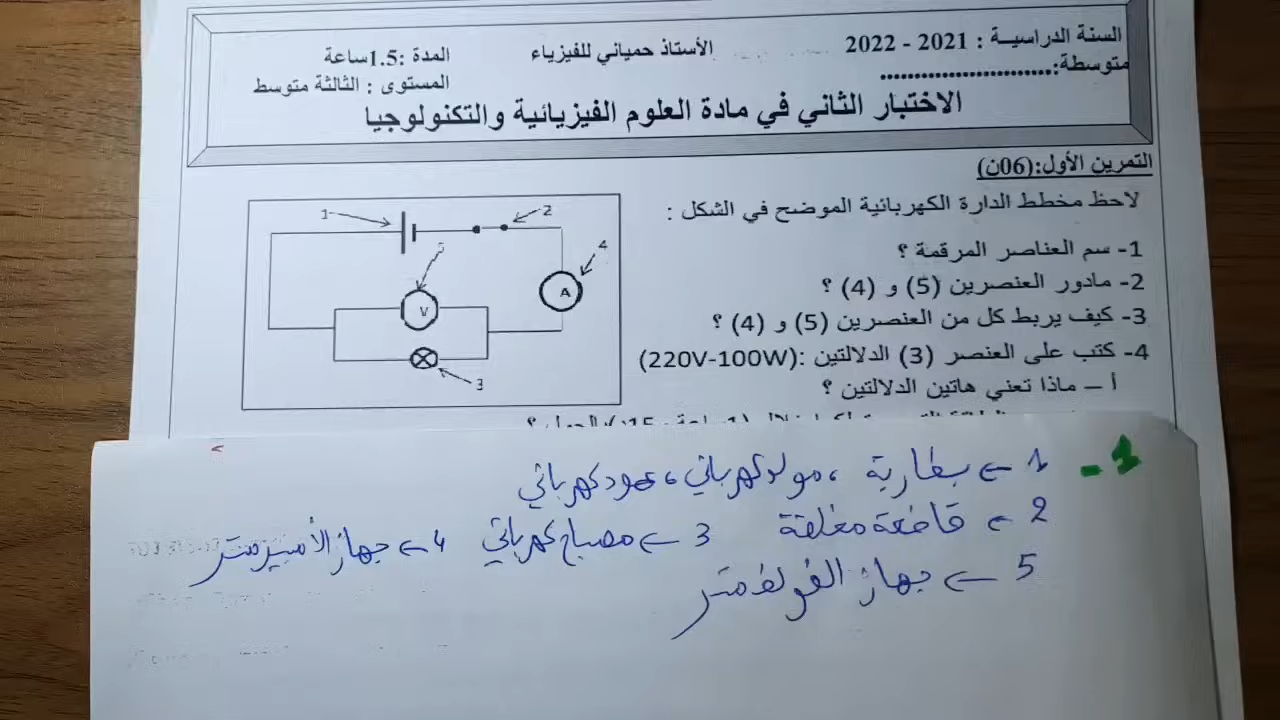 السنة الدراسية : 2021 - 2022
الأستاذ حمياني للفيزياء
المدة :1.5ساعة
متوسطة:..........................
المستوى : الثالثة متوسط
الاختبار الثاني في مادة العلوم الفيزيائية والتكنولوجيا
التمرين الأول:(06ن)
لاحظ مخطط الدارة الكهربائية الموضح في الشكل :
1- سم العناصر المرقمة ؟
2- مادور العنصرين (5) و (4) ؟
3- كيف يربط كل من العنصرين (5) و (4) ؟
4- كتب على العنصر (3) الدلالتين :(220V-100W)
أ – ماذا تعني هاتين الدلالتين ؟
1
2
5
4
A
V
3
1-
1 ← بطارية ، مولد كهربائي ، عمود كهربائي
2 ← قاطعة مغلقة 3 ← مصباح كهربائي 4 ← جهاز الأمبيرمتر
5 ← جهاز الفولطمتر